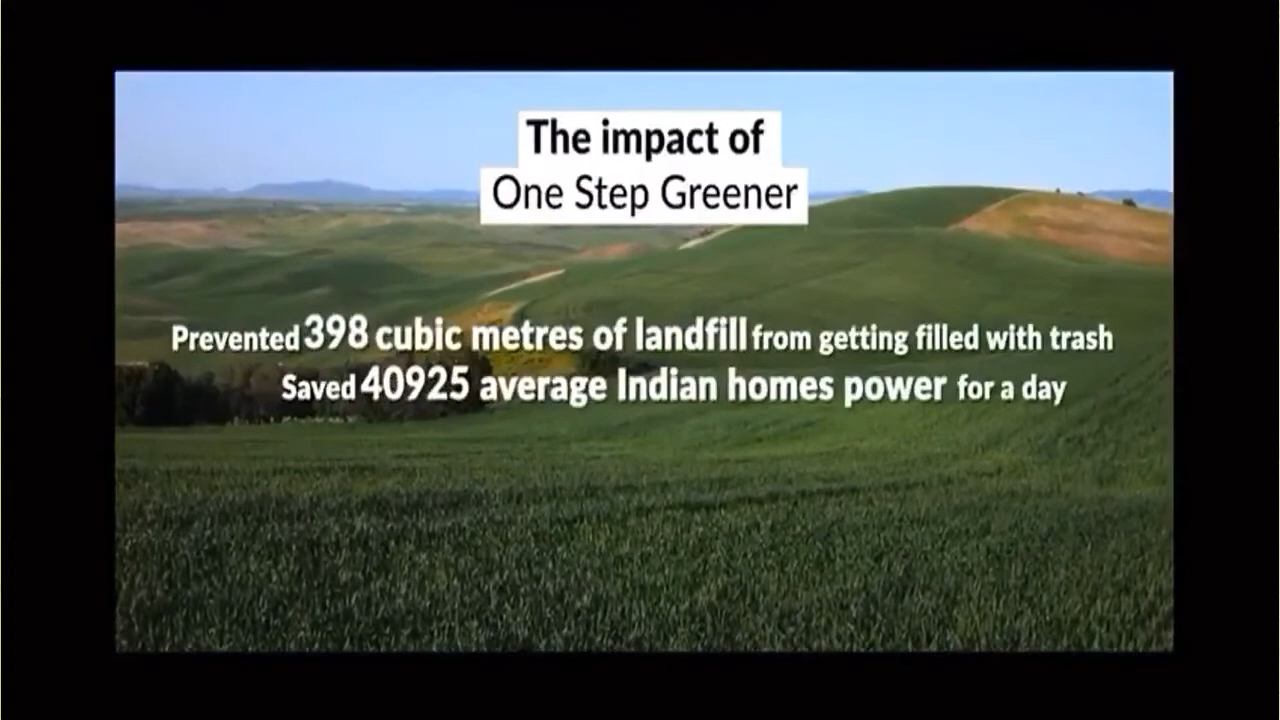 The impact of
One Step Greener
Prevented 398 cubic metres of landfill from getting filled with trash
Saved 40925 average Indian homes power for a day